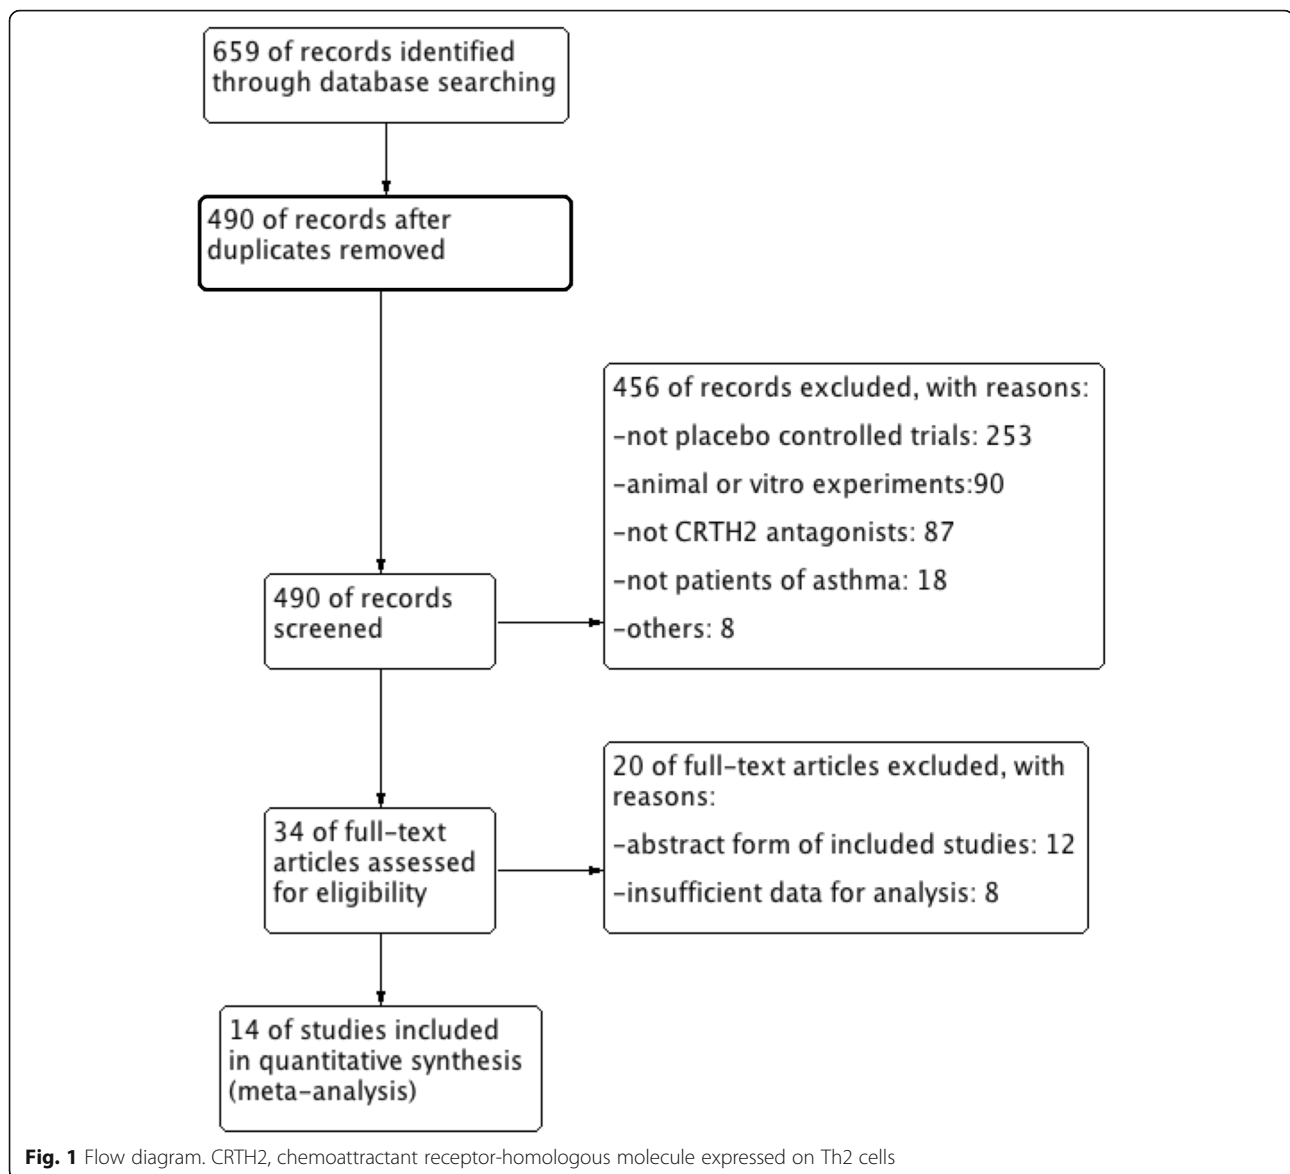 659 of records identified
through database searching
490 of records after
duplicates removed
456 of records excluded, with reasons:
-not placebo controlled trials: 253
-animal or vitro experiments:90
-not CRTH2 antagonists: 87
-not patients of asthma: 18
-others: 8
490 of records
screened
20 of full-text articles excluded, with
reasons:
-abstract form of included studies: 12
-insufficient data for analysis: 8
34 of full-text
articles assessed
for eligibility
14 of studies included
in quantitative synthesis
(meta-analysis)
Fig. 1 Flow diagram. CRTH2, chemoattractant receptor-homologous molecule expressed on Th2 cells